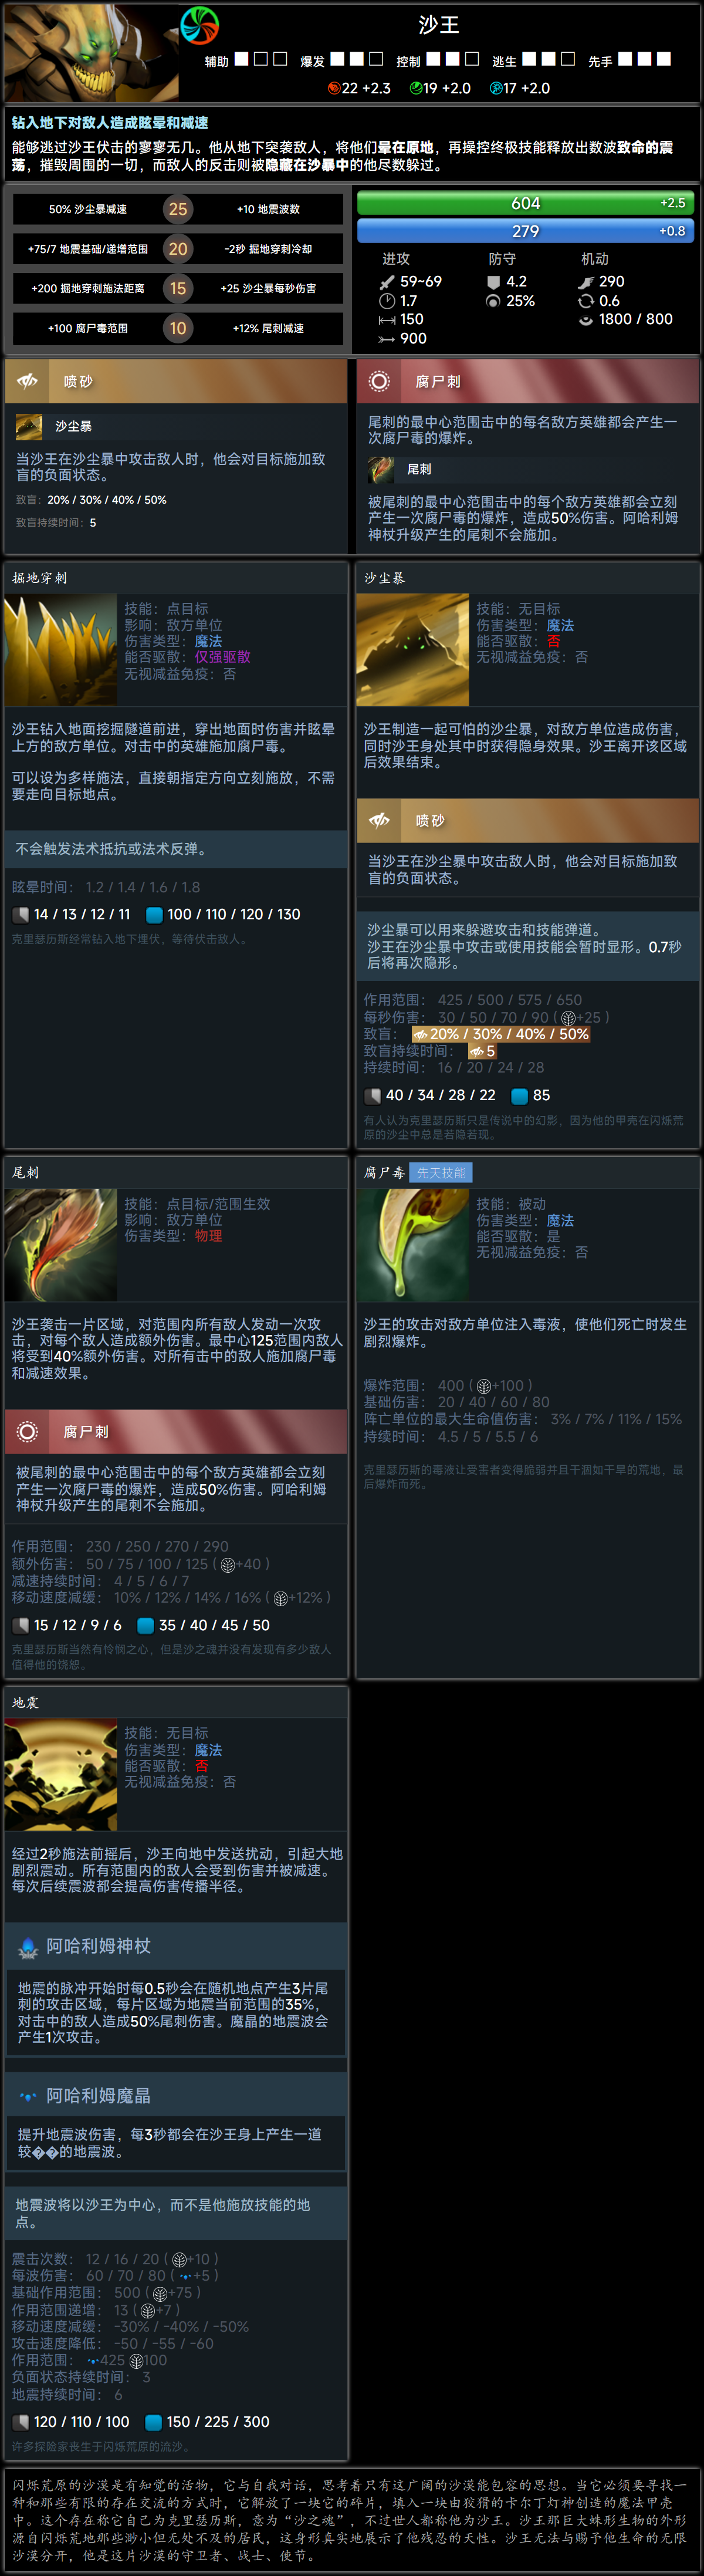 沙王
辅助 爆发 控制 逃生 先手
22 +2.3 19 +2.0 17 +2.0
钻入地下对敌人造成眩晕和减速
能够逃过沙王伏击的寥寥无几。他从地下突袭敌人，将他们晕在原地，再操控终极技能释放出数波致命的震
荡，摧毁周围的一切，而敌人的反击则被隐藏在沙暴中的他尽数躲过。
50% 沙尘暴减速 25 +10 地震波数
+75/7 地震基础/递增范围 20 -2秒 掘地穿刺冷却
+200 掘地穿刺施法距离 15 +25 沙尘暴每秒伤害
+100 腐尸毒范围 10 +12% 尾刺减速
604 +2.5
279 +0.8
进攻 防守 机动
59~69 4.2 290
1.7 25% 0.6
150 1800 / 800
900
喷砂
沙尘暴
当沙王在沙尘暴中攻击敌人时，他会对目标施加致
盲的负面状态。
致盲：20% / 30% / 40% / 50%
致盲持续时间：5
腐尸刺
尾刺的最中心范围击中的每名敌方英雄都会产生一
次腐尸毒的爆炸。
尾刺
被尾刺的最中心范围击中的每个敌方英雄都会立刻
产生一次腐尸毒的爆炸，造成50%伤害。阿哈利姆
神杖升级产生的尾刺不会施加。
掘地穿刺
技能：点目标
影响：敌方单位
伤害类型：魔法
能否驱散：仅强驱散
无视减益免疫：否
沙王钻入地面挖掘隧道前进，穿出地面时伤害并眩晕
上方的敌方单位。对击中的英雄施加腐尸毒。
可以设为多样施法，直接朝指定方向立刻施放，不需
要走向目标地点。
不会触发法术抵抗或法术反弹。
眩晕时间： 1.2 / 1.4 / 1.6 / 1.8
14 / 13 / 12 / 11 100 / 110 / 120 / 130
克里瑟历斯经常钻入地下埋伏，等待伏击敌人。
沙尘暴
技能：无目标
伤害类型：魔法
能否驱散：否
无视减益免疫：否
沙王制造一起可怕的沙尘暴，对敌方单位造成伤害，
同时沙王身处其中时获得隐身效果。沙王离开该区域
后效果结束。
喷砂
当沙王在沙尘暴中攻击敌人时，他会对目标施加致
盲的负面状态。
沙尘暴可以用来躲避攻击和技能弹道。
沙王在沙尘暴中攻击或使用技能会暂时显形。0.7秒
后将再次隐形。
作用范围： 425 / 500 / 575 / 650
每秒伤害： 30 / 50 / 70 / 90 ( +25 )
致盲： 20% / 30% / 40% / 50%
致盲持续时间： 5
持续时间： 16 / 20 / 24 / 28
40 / 34 / 28 / 22 85
有人认为克里瑟历斯只是传说中的幻影，因为他的甲壳在闪烁荒
原的沙尘中总是若隐若现。
尾刺
技能：点目标/范围生效
影响：敌方单位
伤害类型：物理
沙王袭击一片区域，对范围内所有敌人发动一次攻
击，对每个敌人造成额外伤害。最中心125范围内敌人
将受到40%额外伤害。对所有击中的敌人施加腐尸毒
和减速效果。
腐尸刺
被尾刺的最中心范围击中的每个敌方英雄都会立刻
产生一次腐尸毒的爆炸，造成50%伤害。阿哈利姆
神杖升级产生的尾刺不会施加。
作用范围： 230 / 250 / 270 / 290
额外伤害： 50 / 75 / 100 / 125 ( +40 )
减速持续时间： 4 / 5 / 6 / 7
移动速度减缓： 10% / 12% / 14% / 16% ( +12% )
15 / 12 / 9 / 6 35 / 40 / 45 / 50
克里瑟历斯当然有怜悯之心，但是沙之魂并没有发现有多少敌人
值得他的饶恕。
腐尸毒 先天技能
技能：被动
伤害类型：魔法
能否驱散：是
无视减益免疫：否
沙王的攻击对敌方单位注入毒液，使他们死亡时发生
剧烈爆炸。
爆炸范围： 400 ( +100 )
基础伤害： 20 / 40 / 60 / 80
阵亡单位的最大生命值伤害： 3% / 7% / 11% / 15%
持续时间： 4.5 / 5 / 5.5 / 6
克里瑟历斯的毒液让受害者变得脆弱并且干涸如干旱的荒地，最
后爆炸而死。
地震
技能：无目标
伤害类型：魔法
能否驱散：否
无视减益免疫：否
经过2秒施法前摇后，沙王向地中发送扰动，引起大地
剧烈震动。所有范围内的敌人会受到伤害并被减速。
每次后续震波都会提高伤害传播半径。
阿哈利姆神杖
地震的脉冲开始时每0.5秒会在随机地点产生3片尾
刺的攻击区域，每片区域为地震当前范围的35%，
对击中的敌人造成50%尾刺伤害。魔晶的地震波会
产生1次攻击。
阿哈利姆魔晶
提升地震波伤害，每3秒都会在沙王身上产生一道
较��的地震波。
地震波将以沙王为中心，而不是他施放技能的地
点。
震击次数： 12 / 16 / 20 ( +10 )
每波伤害： 60 / 70 / 80 ( +5 )
基础作用范围： 500 ( +75 )
作用范围递增： 13 ( +7 )
移动速度减缓： -30% / -40% / -50%
攻击速度降低： -50 / -55 / -60
作用范围： 425 100
负面状态持续时间： 3
地震持续时间： 6
120 / 110 / 100 150 / 225 / 300
许多探险家丧生于闪烁荒原的流沙。
闪烁荒原的沙漠是有知觉的活物，它与自我对话，思考着只有这广阔的沙漠能包容的思想。当它必须要寻找一
种和那些有限的存在交流的方式时，它解放了一块它的碎片，填入一块由狡猾的卡尔丁灯神创造的魔法甲壳
中。这个存在称它自己为克里瑟历斯，意为“沙之魂”，不过世人都称他为沙王。沙王那巨大蛛形生物的外形
源自闪烁荒地那些渺小但无处不及的居民，这身形真实地展示了他残忍的天性。沙王无法与赐予他生命的无限
沙漠分开，他是这片沙漠的守卫者、战士、使节。